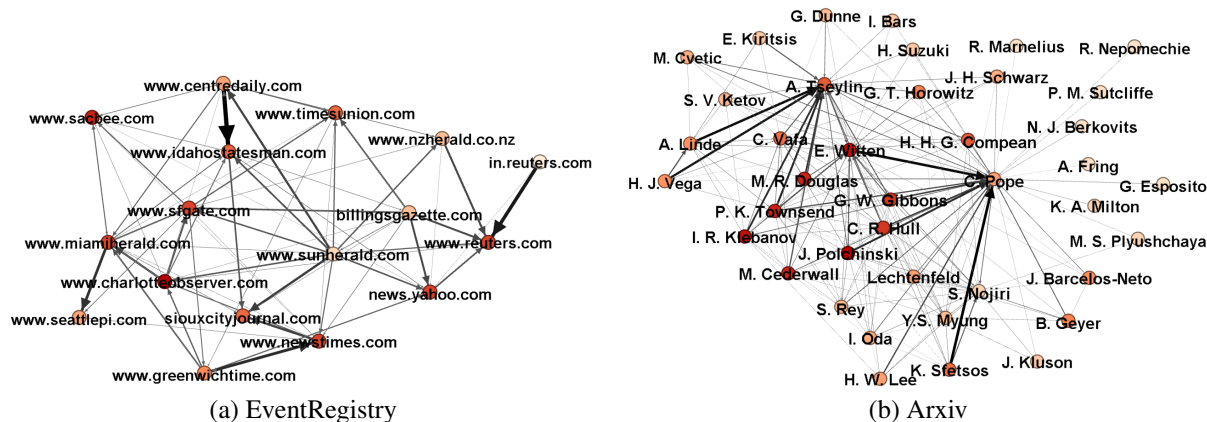 www.centredaily.com
www.sacbee.com
www.timesunion.com
www.nzherald.co.nz
www.idahostatesman.com
in.reuters.com
www.sfgate.com
billingsgazette.com
www.miamiherald.com
www.reuters.com
www.sunherald.com
www.charlotteobserver.com
news.yahoo.com
www.seattlepi.com
siouxcityjournal.com
www.newstimes.com
www.greenwichtime.com
(a) EventRegistry
G. Dunne
I. Bars
E. Kiritsis
M. Cvetic
H. Suzuki
R. Marnelius
R. Nepomechie
J. H. Schwarz
A. Tseylin
G. T. Horowitz
P. M. Sutcliffe
S. V. Ketov
N. J. Berkovits
A. Linde
C. Vafa
E. Witten
H. H. G. Compean
A. Fring
H. J. Vega
M. R. Douglas
C. Pope
G. Esposito
G. W. Gibbons
K. A. Milton
P. K. Townsend
C. R. Hull
I. R. Klebanov
M. S. Plyushchaya
J. Polchinski
M. Cederwall
Lechtenfeld
J. Barcelos-Neto
S. Nojiri
S. Rey
Y.S. Myung
B. Geyer
I. Oda
J. Kluson
H. W. Lee
K. Sfetsos
(b) Arxiv